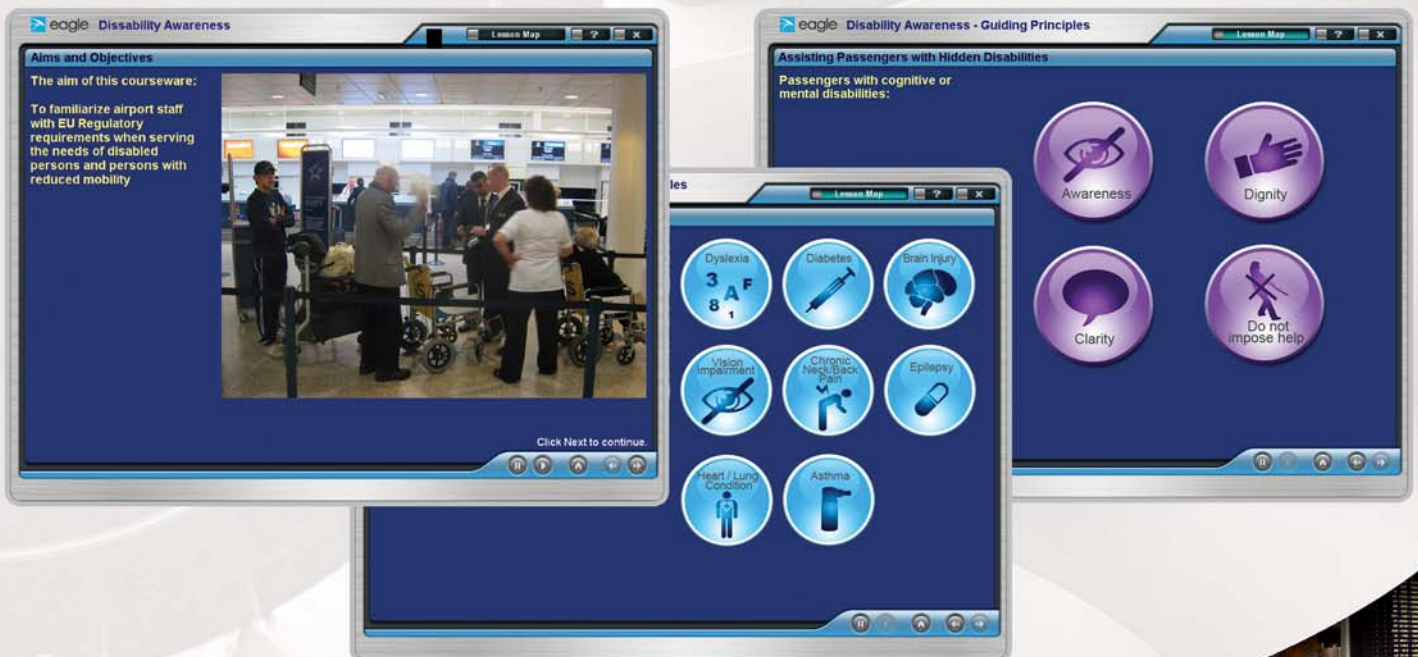 eagle Dissability Awareness
Lesson Map ? x
Aims and Objectives
The aim of this courseware:
To familiarize airport staff
with EU Regulatory
requirements when serving
the needs of disabled
persons and persons with
reduced mobility
Click Next to continue.
les
Lesson Map ? x
Dyslexia
3 A F
8 1
Diabetes
Brain Injury
Vision
Impairment
Chronic
Neck/Back
Pain
Epilepsy
Heart / Lung
Condition
Asthma
eagle Disability Awareness - Guiding Principles
Lesson Map ? x
Assisting Passengers with Hidden Disabilities
Passengers with cognitive or
mental disabilities:
Awareness
Dignity
Clarity
Do not
impose help